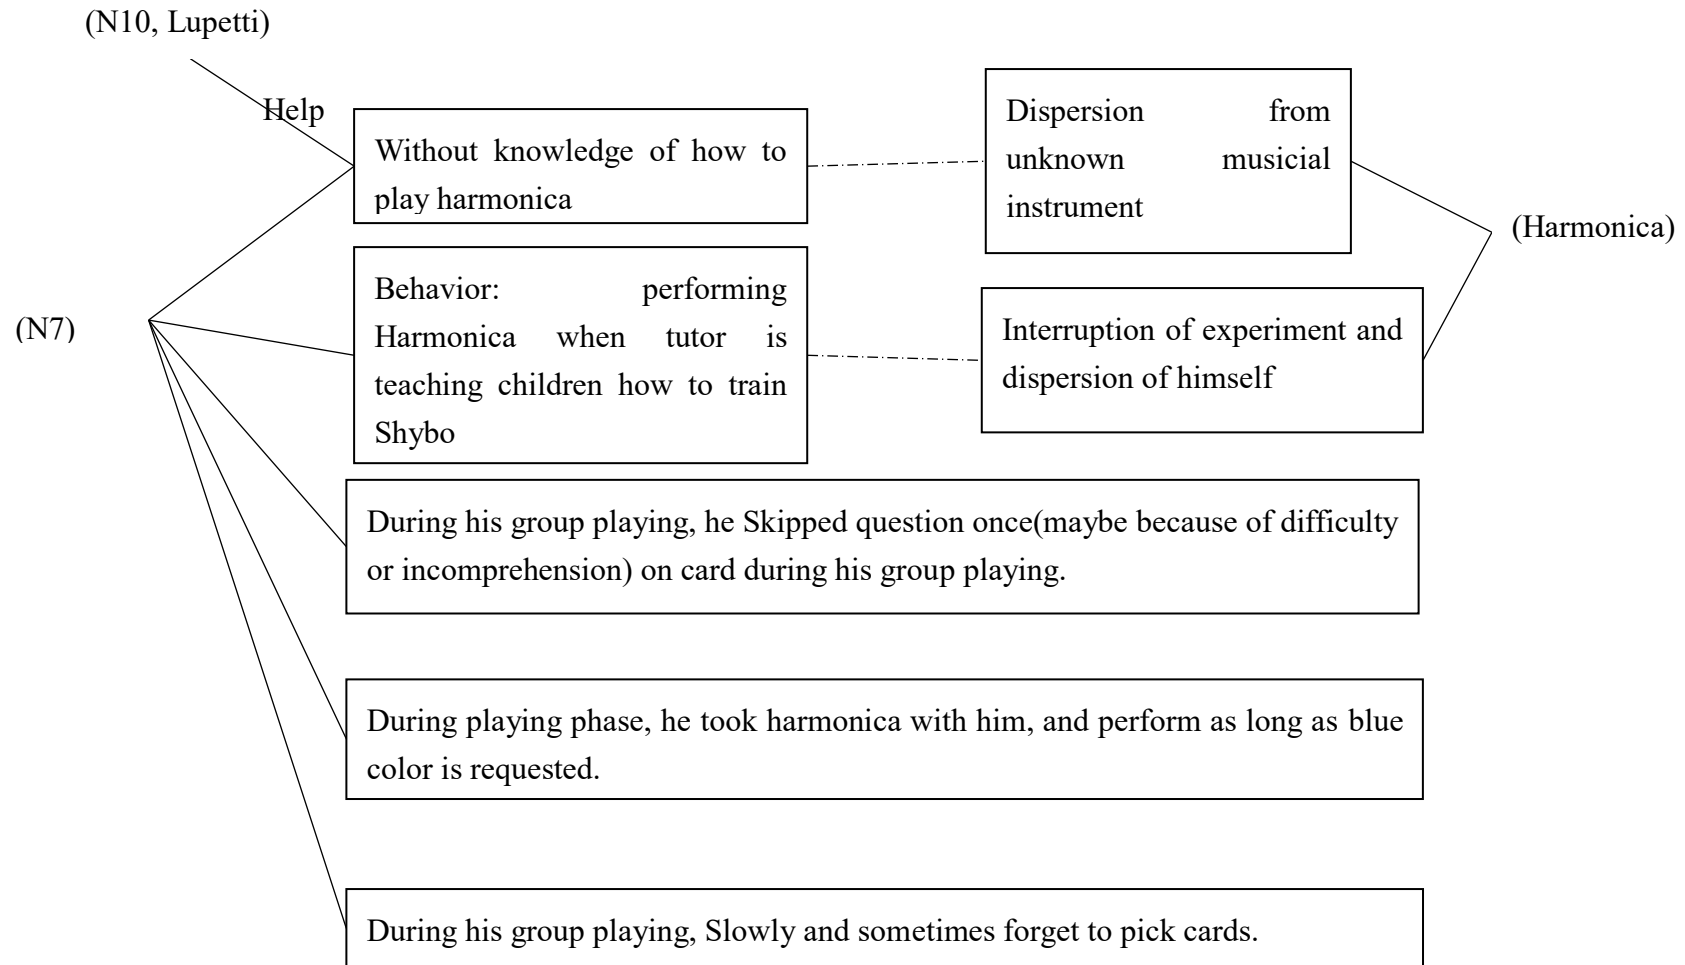 (N10, Lupetti)
Help
Without knowledge of how to
play harmonica
Dispersion from
unknown musicial
instrument
(Harmonica)
(N7)
Behavior: performing
Harmonica when tutor is
teaching children how to train
Shybo
Interruption of experiment and
dispersion of himself
During his group playing, he Skipped question once(maybe because of difficulty
or incomprehension) on card during his group playing.
During playing phase, he took harmonica with him, and perform as long as blue
color is requested.
During his group playing, Slowly and sometimes forget to pick cards.